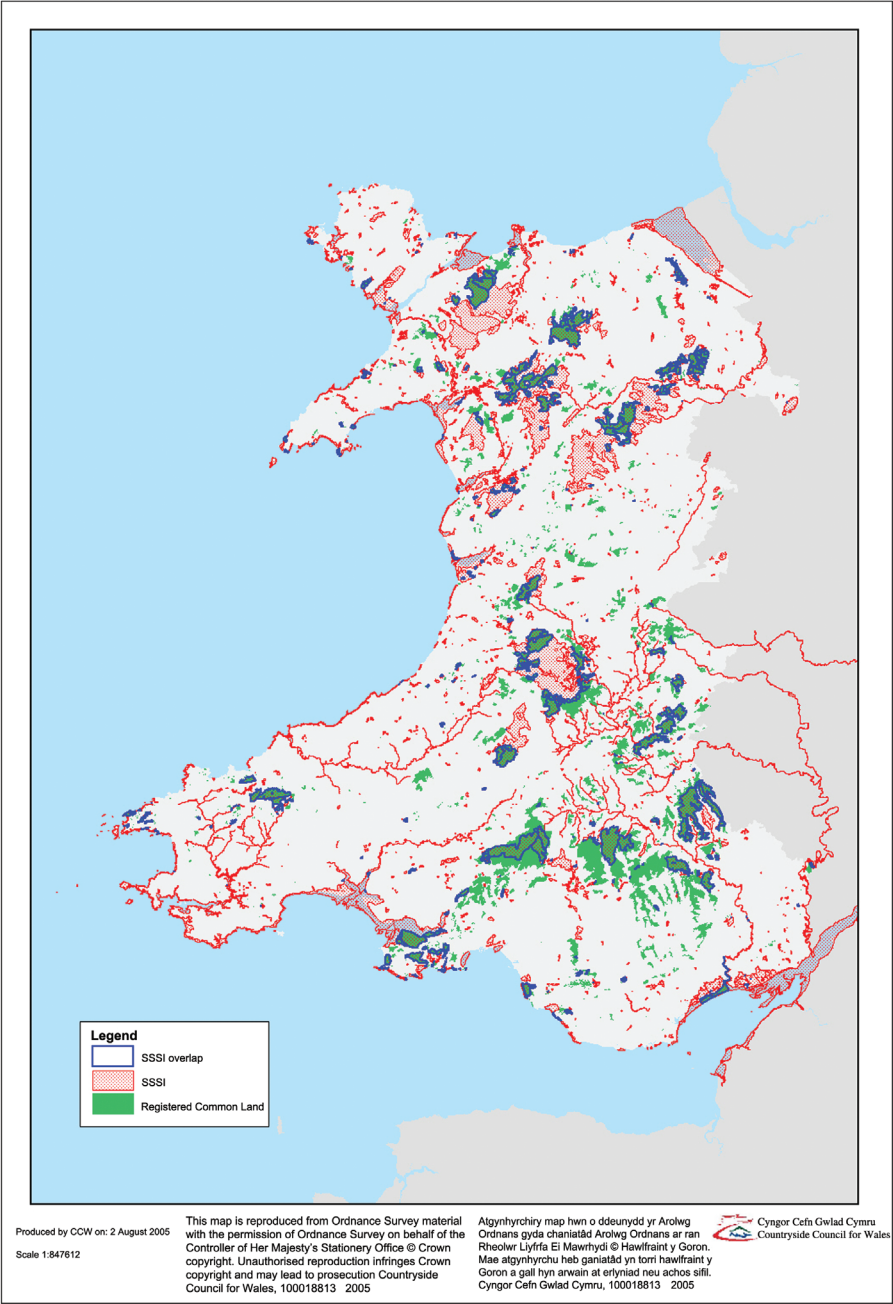 Legend
SSSI overlap
SSSI
Registered Common Land
Produced by CCW on: 2 August 2005
Scale 1:847612
This map is reproduced from Ordnance Survey material
with the permission of Ordnance Survey on behalf of the
Controller of Her Majesty's Stationery Office © Crown
copyright. Unauthorised reproduction infringes Crown
copyright and may lead to prosecution Countryside
Council for Wales, 100018813 2005
Atgynhyrchiry map hwn o ddeunydd yr Arolwg
Ordnans gyda chaniatâd Arolwg Ordnans ar ran
Rheolwr Llyfrfa Ei Mawrhydi © Hawlfraint y Goron.
Mae atgynhyrchu heb ganiatâd yn torri hawlfraint y
Goron a gall hyn arwain at erlyniad neu achos sifil.
Cyngor Cefn Gwlad Cymru, 100018813 2005
Cyngor Cefn Gwlad Cymru
Countryside Council for Wales